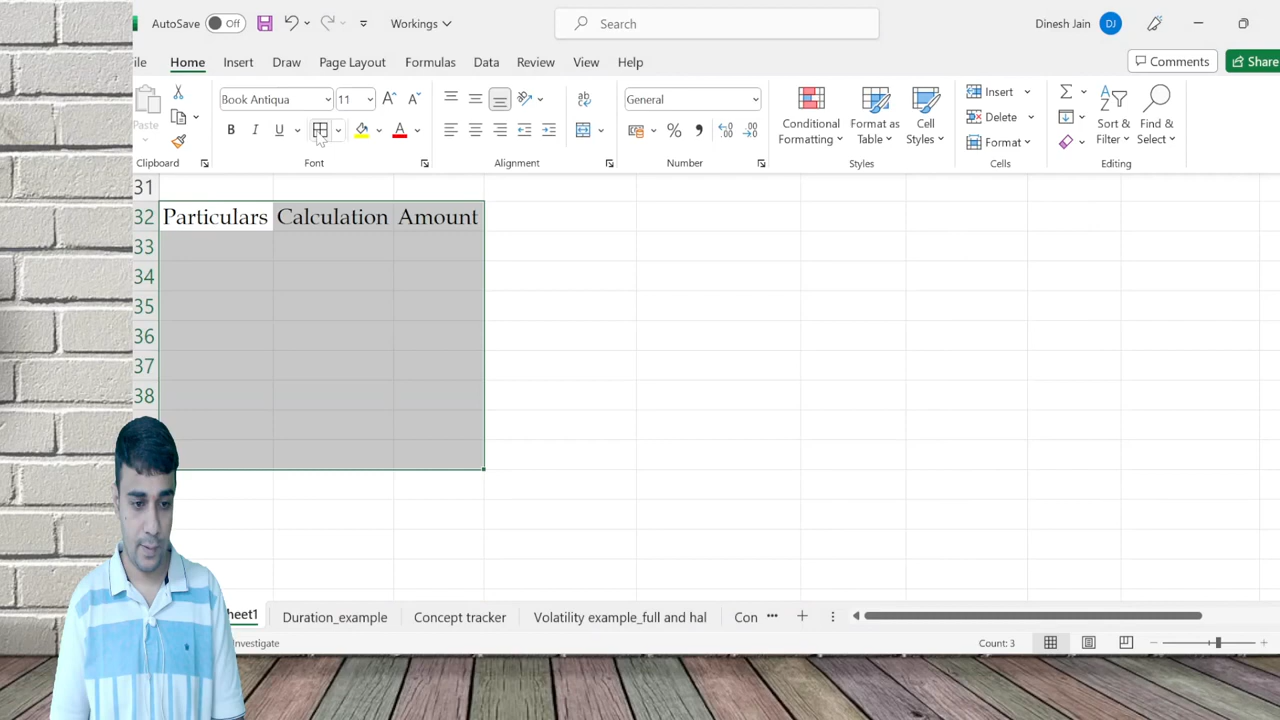 AutoSave Off Workings Search Dinesh Jain DJ
ile Home Insert Draw Page Layout Formulas Data Review View Help Comments Share
Paste Book Antiqua 11 General Conditional Formatting Format as Table Cell Styles Insert Delete Format Sort & Filter Find & Select
Clipboard Font Alignment Number Styles Cells Editing
31
32 Particulars Calculation Amount
33
34
35
36
37
38
heet1 Duration_example Concept tracker Volatility example_full and hal Con
Investigate Count: 3